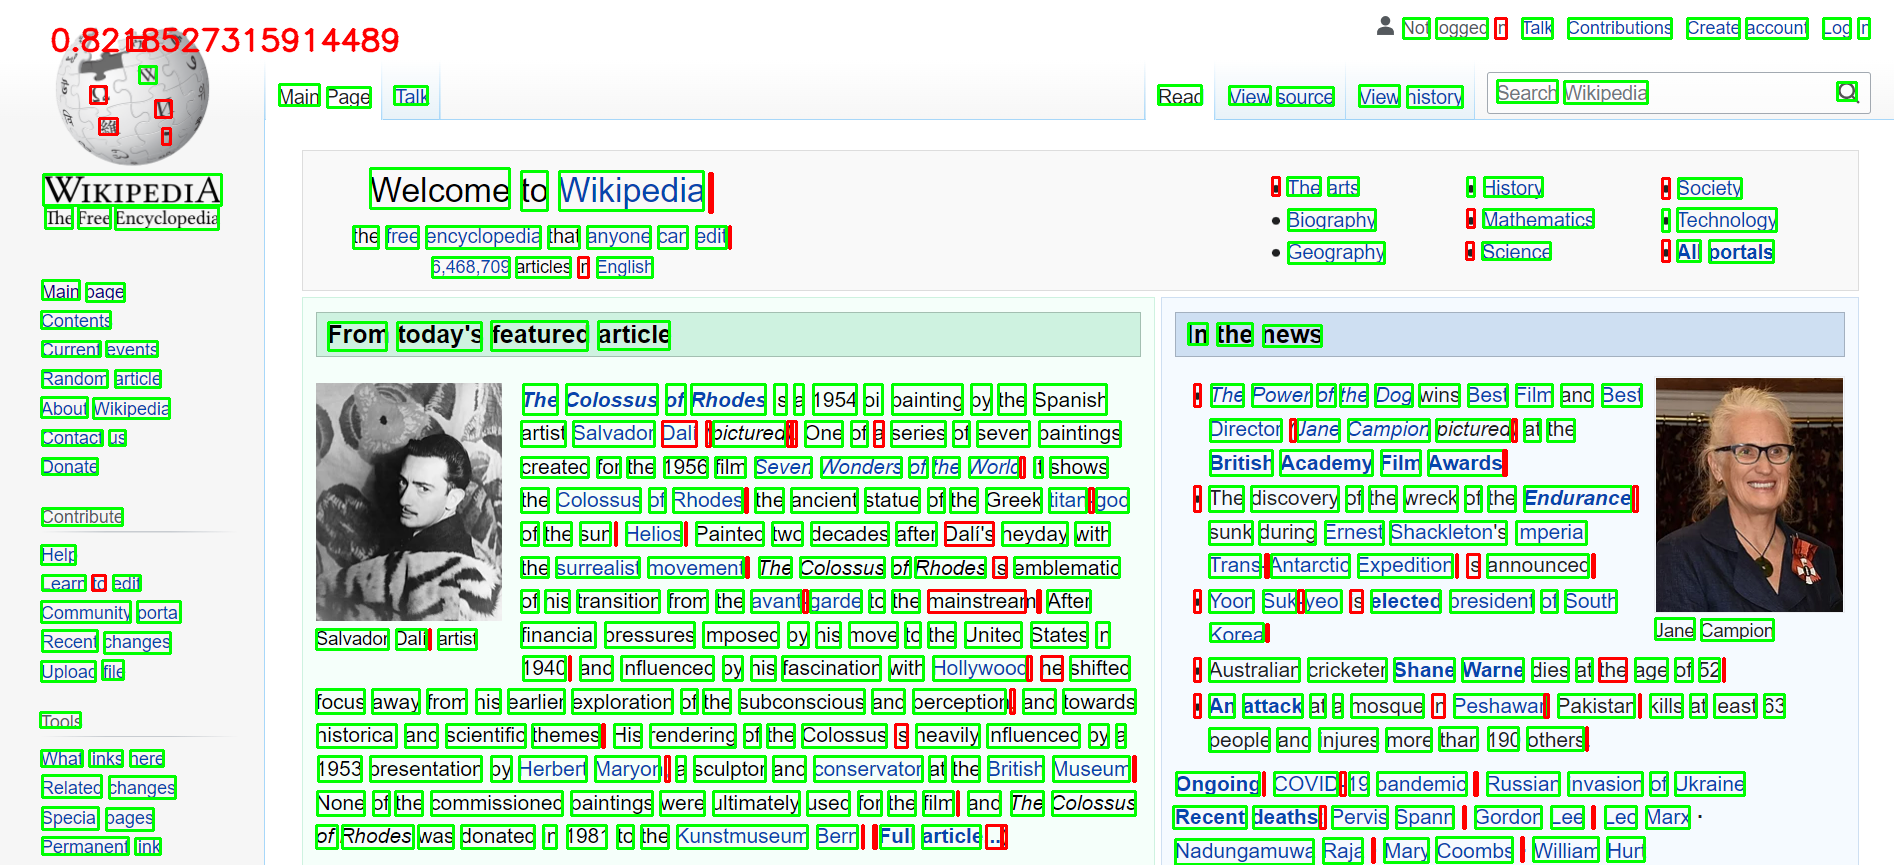 0.8218527315914489
Not logged in Talk Contributions Create account Log in
Main Page Talk Read View source View history Search Wikipedia
WIKIPEDIA
The Free Encyclopedia
Main page
Contents
Current events
Random article
About Wikipedia
Contact us
Donate
Contribute
Help
Learn to edit
Community portal
Recent changes
Upload file
Tools
What links here
Related changes
Special pages
Permanent link
Welcome to Wikipedia,
the free encyclopedia that anyone can edit.
6,468,709 articles in English
• The arts
• Biography
• Geography
• History
• Mathematics
• Science
• Society
• Technology
• All portals
From today's featured article
Salvador Dalí, artist
The Colossus of Rhodes is a 1954 oil painting by the Spanish
artist Salvador Dalí (pictured). One of a series of seven paintings
created for the 1956 film Seven Wonders of the World, it shows
the Colossus of Rhodes, the ancient statue of the Greek titan-god
of the sun, Helios. Painted two decades after Dalí's heyday with
the surrealist movement, The Colossus of Rhodes is emblematic
of his transition from the avant-garde to the mainstream. After
financial pressures imposed by his move to the United States in
1940, and influenced by his fascination with Hollywood, he shifted
focus away from his earlier exploration of the subconscious and perception, and towards
historical and scientific themes. His rendering of the Colossus is heavily influenced by a
1953 presentation by Herbert Maryon, a sculptor and conservator at the British Museum.
None of the commissioned paintings were ultimately used for the film, and The Colossus
of Rhodes was donated in 1981 to the Kunstmuseum Bern. (Full article...)
In the news
• The Power of the Dog wins Best Film and Best
Director (Jane Campion pictured) at the
British Academy Film Awards.
• The discovery of the wreck of the Endurance,
sunk during Ernest Shackleton's Imperial
Trans-Antarctic Expedition, is announced.
• Yoon Suk-yeol is elected president of South
Korea.
• Australian cricketer Shane Warne dies at the age of 52.
• An attack at a mosque in Peshawar, Pakistan, kills at least 63
people and injures more than 190 others.
Jane Campion
Ongoing: COVID-19 pandemic · Russian invasion of Ukraine
Recent deaths: Pervis Spann · Gordon Lee · Leo Marx ·
Nadungamuwa Raja · Mary Coombs · William Hurt